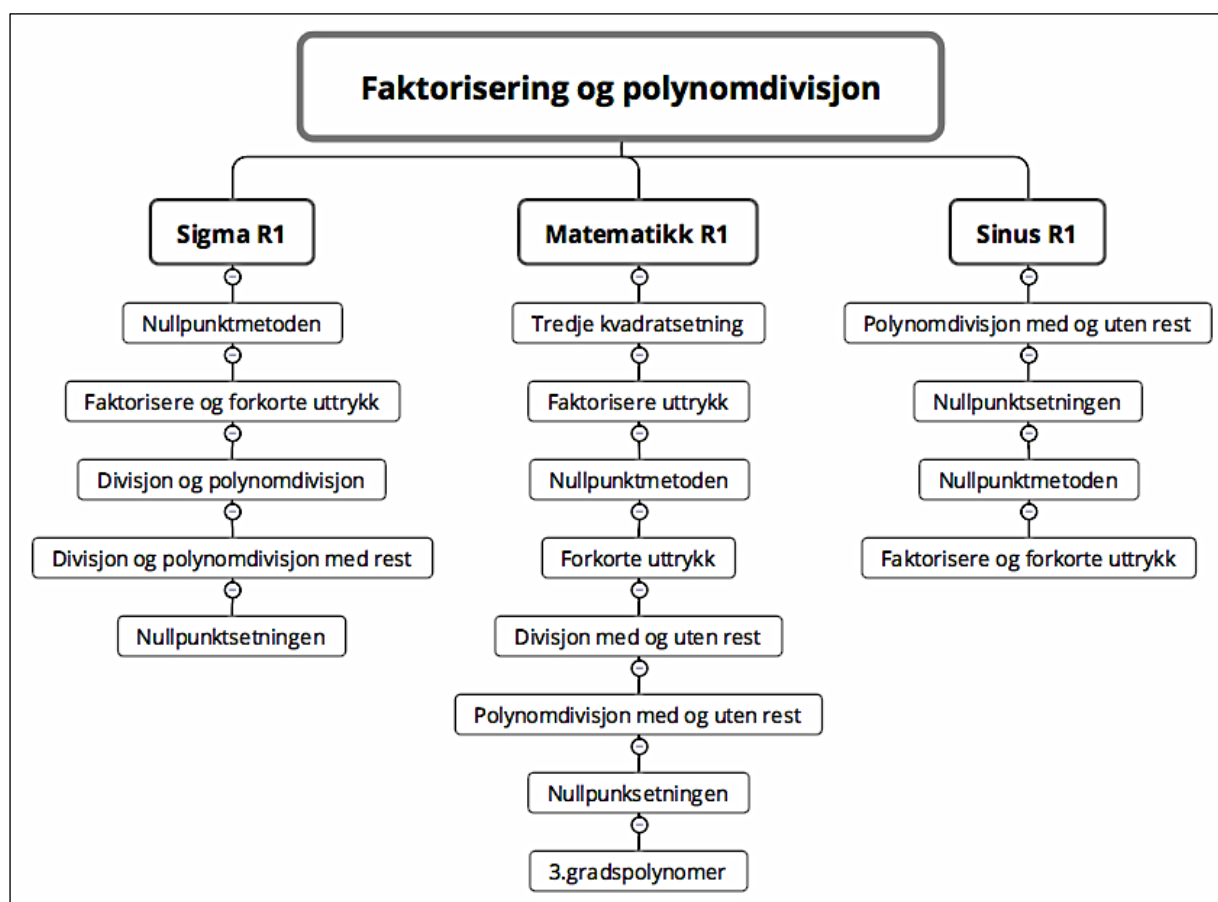 Faktorisering og polynomdivisjon
Sigma R1
Nullpunktmetoden
Faktorisere og forkorte uttrykk
Divisjon og polynomdivisjon
Divisjon og polynomdivisjon med rest
Nullpunktsetningen
Matematikk R1
Tredje kvadratsetning
Faktorisere uttrykk
Nullpunktmetoden
Forkorte uttrykk
Divisjon med og uten rest
Polynomdivisjon med og uten rest
Nullpunksetningen
3.gradspolynomer
Sinus R1
Polynomdivisjon med og uten rest
Nullpunktsetningen
Nullpunktmetoden
Faktorisere og forkorte uttrykk